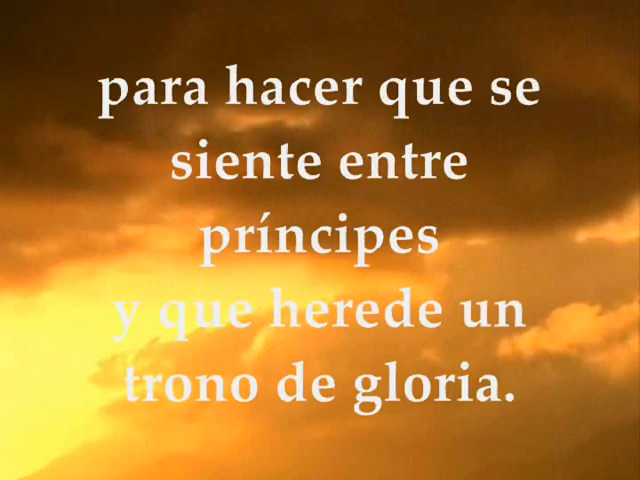 para hacer que se
siente entre
príncipes
y que herede un
trono de gloria.